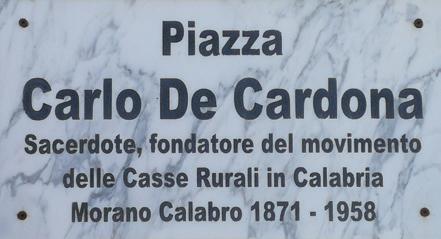 Piazza
Carlo De Cardona
Sacerdote, fondatore del movimento
delle Casse Rurali in Calabria
Morano Calabro 1871 - 1958